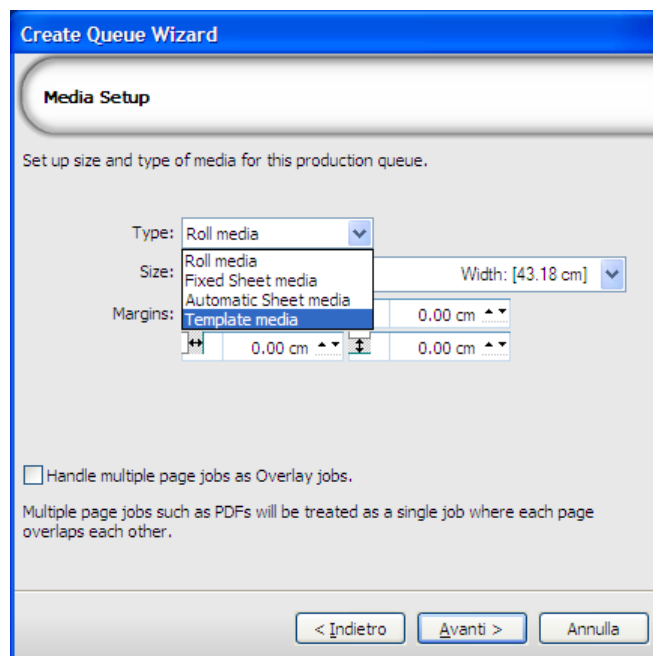 Create Queue Wizard
Media Setup
Set up size and type of media for this production queue.
Type: Roll media
Roll media
Size: Width: [43.18 cm]
Fixed Sheet media
Automatic Sheet media
Margins: 0.00 cm
Template media
0.00 cm 0.00 cm
Handle multiple page jobs as Overlay jobs.
Multiple page jobs such as PDFs will be treated as a single job where each page
overlaps each other.
< Indietro Avanti > Annulla